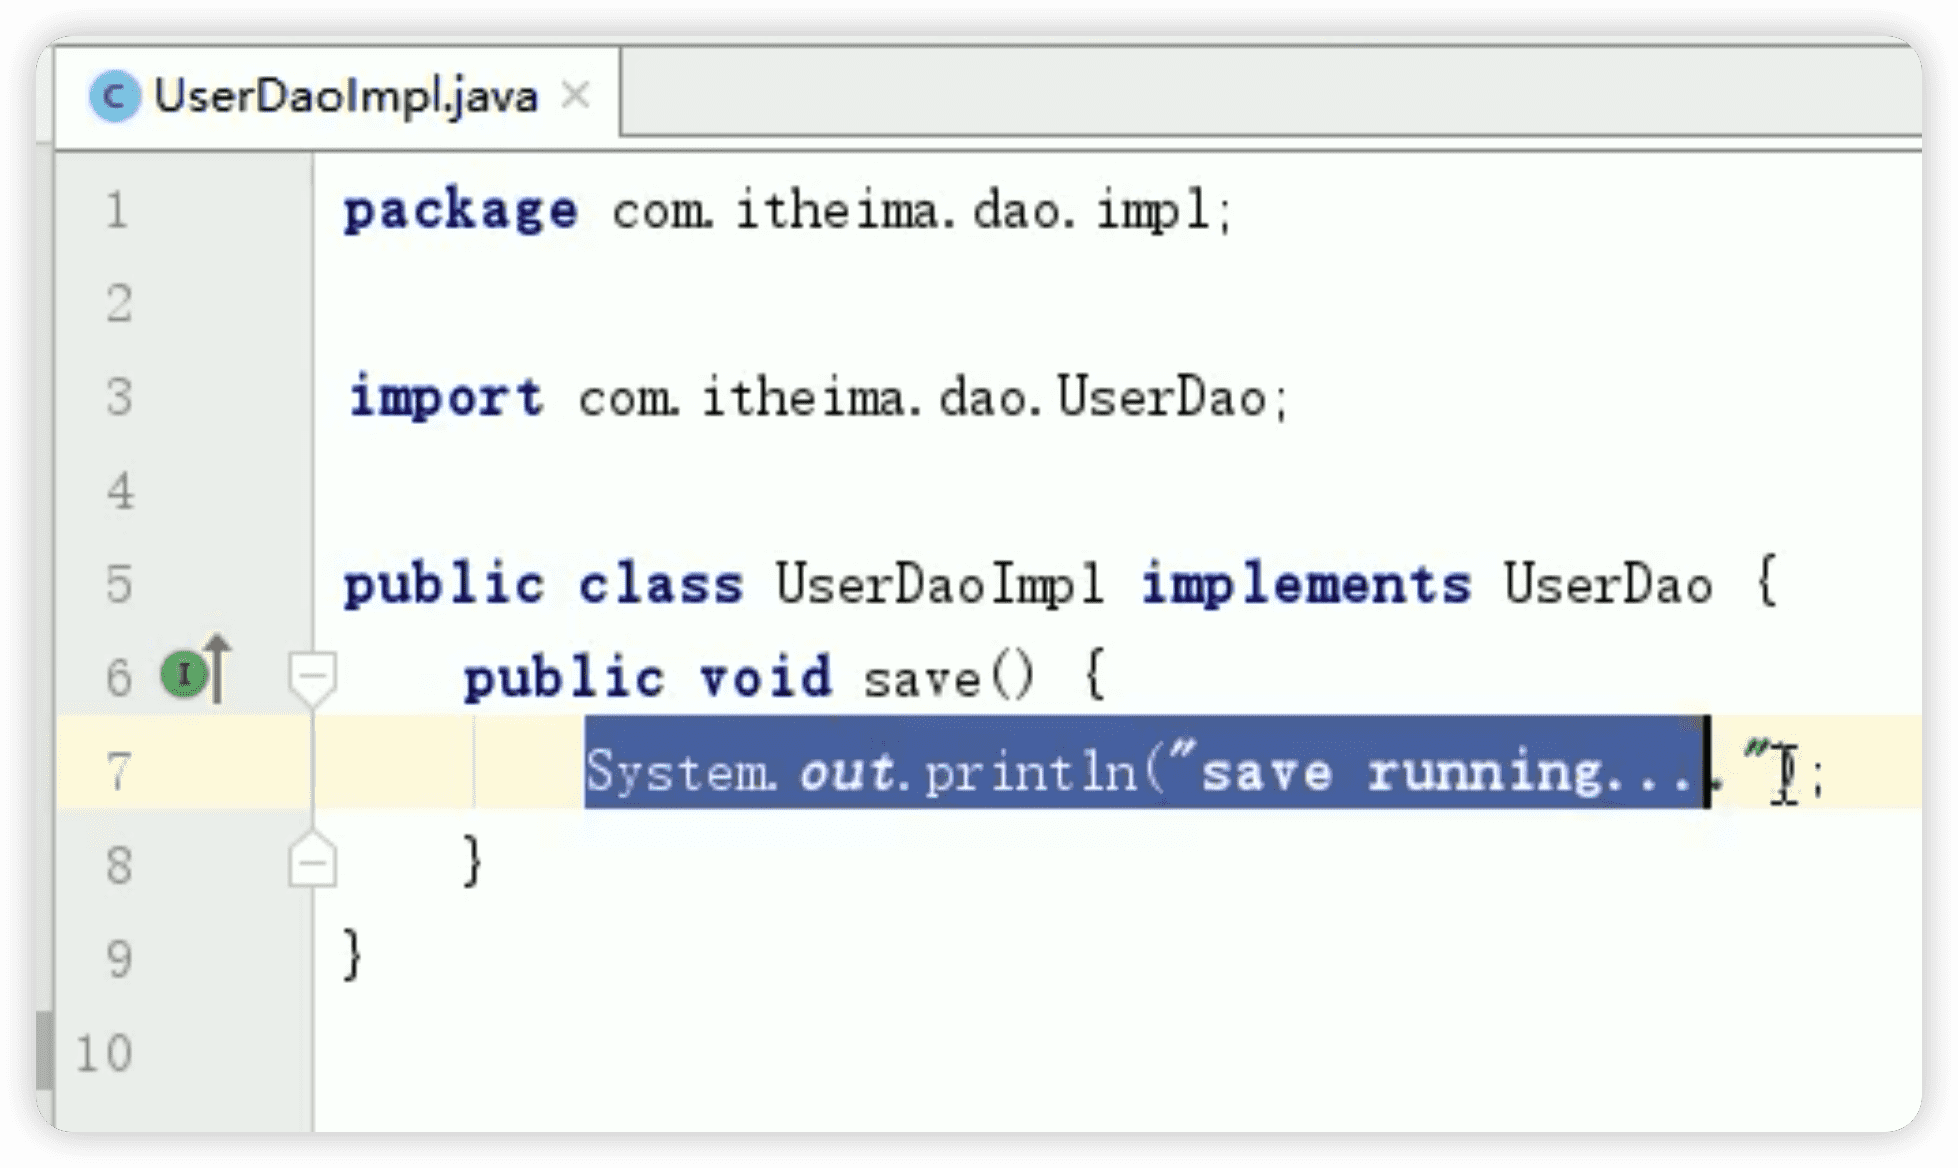 UserDaoImpl.java
1 package com.itheima.dao.impl;
2
3 import com.itheima.dao.UserDao;
4
5 public class UserDaoImpl implements UserDao {
6 public void save() {
7 System.out.println("save running....");
8 }
9 }
10